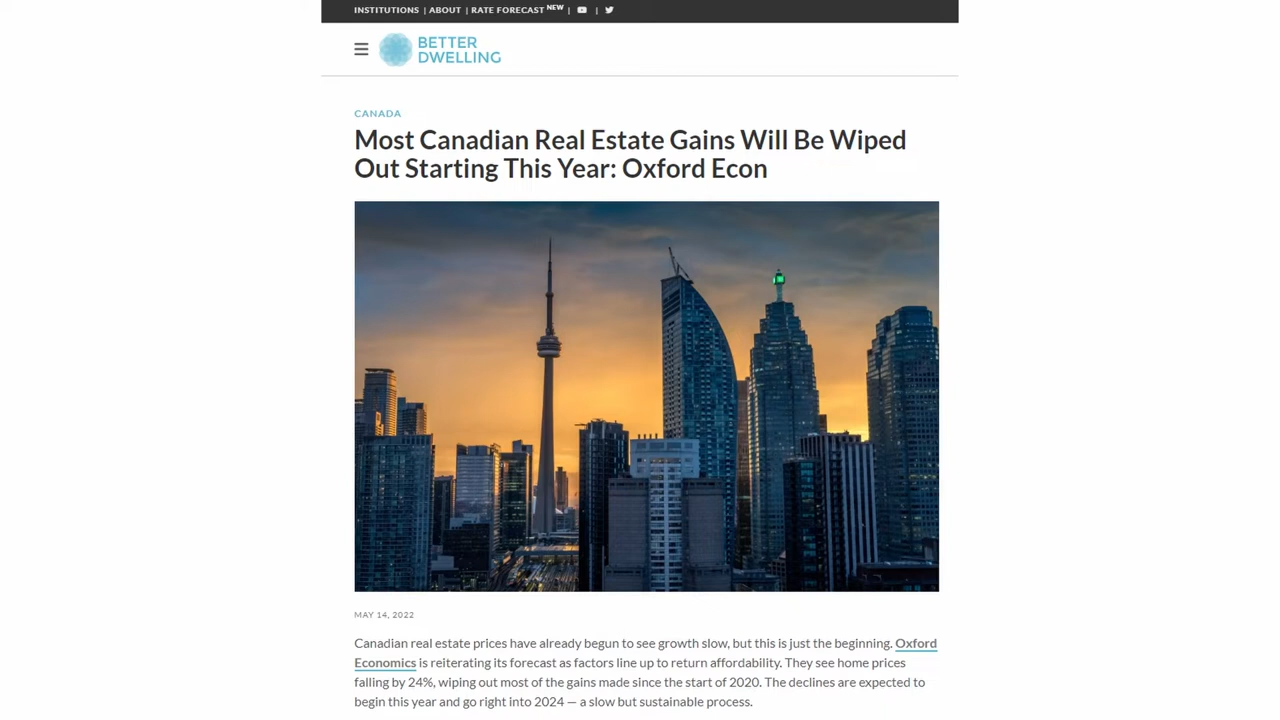 INSTITUTIONS | ABOUT | RATE FORECAST NEW | |
BETTER
DWELLING
CANADA
Most Canadian Real Estate Gains Will Be Wiped
Out Starting This Year: Oxford Econ
MAY 14, 2022
Canadian real estate prices have already begun to see growth slow, but this is just the beginning. Oxford
Economics is reiterating its forecast as factors line up to return affordability. They see home prices
falling by 24%, wiping out most of the gains made since the start of 2020. The declines are expected to
begin this year and go right into 2024 — a slow but sustainable process.